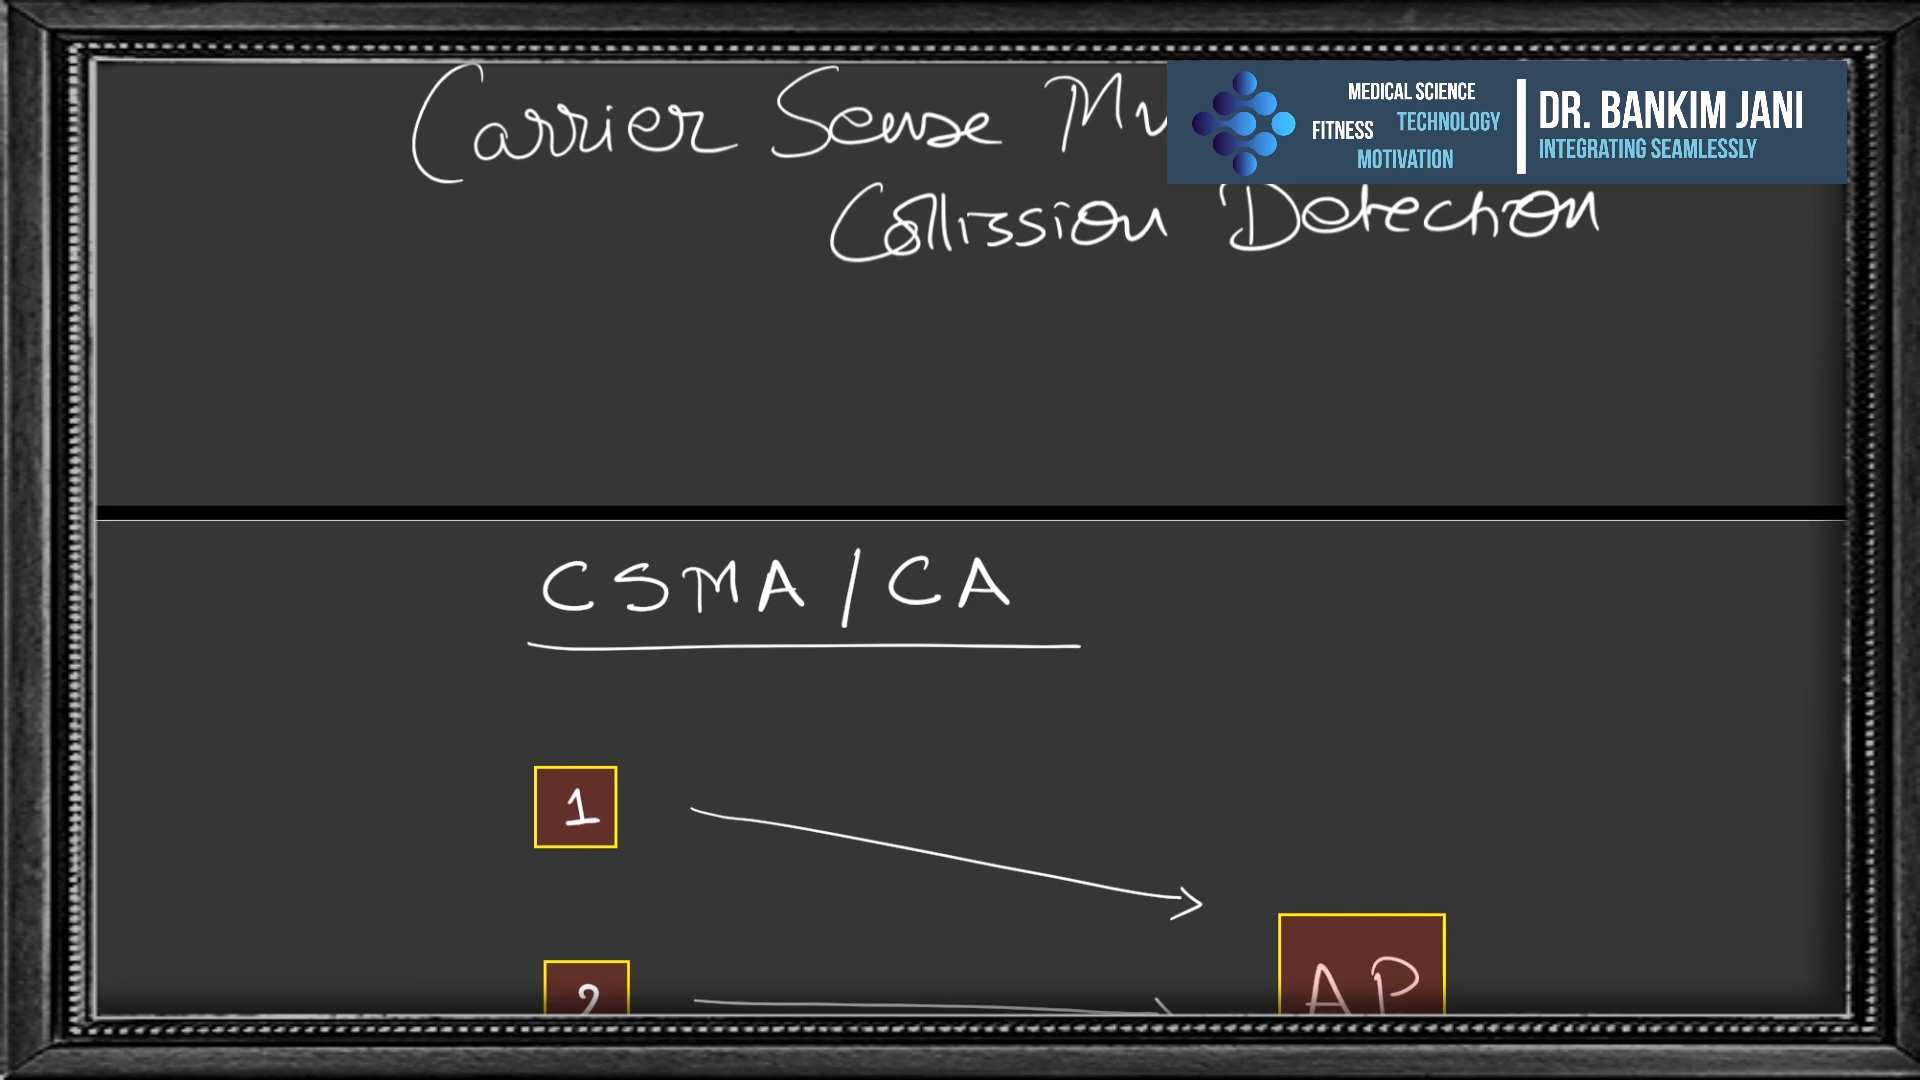 Carrier Sense Mu
MEDICAL SCIENCE
FITNESS TECHNOLOGY
MOTIVATION
DR. BANKIM JANI
INTEGRATING SEAMLESSLY
Collission Detection
CSMA/CA
1
2
AP